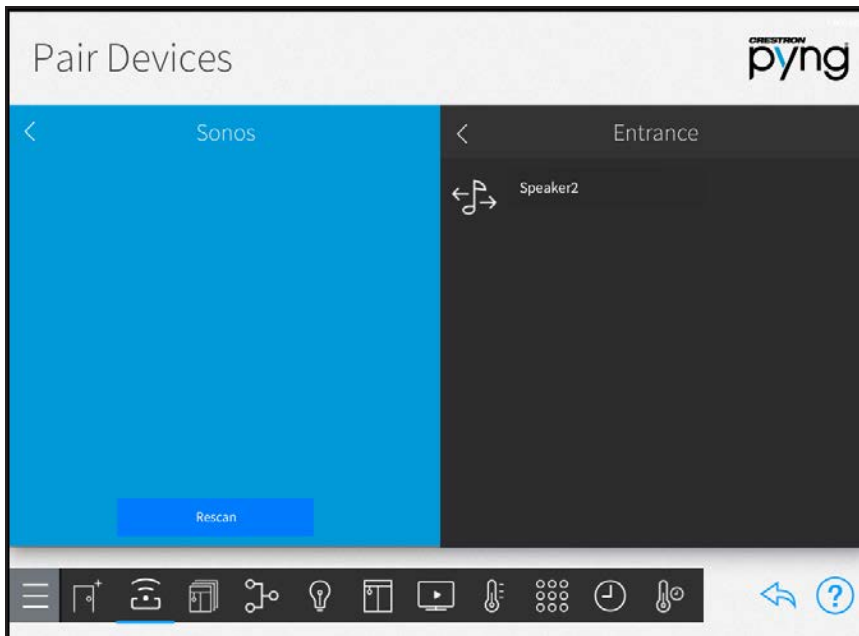 Pair Devices
CRESTRON
pyng
Sonos
Entrance
Speaker2
Rescan
?